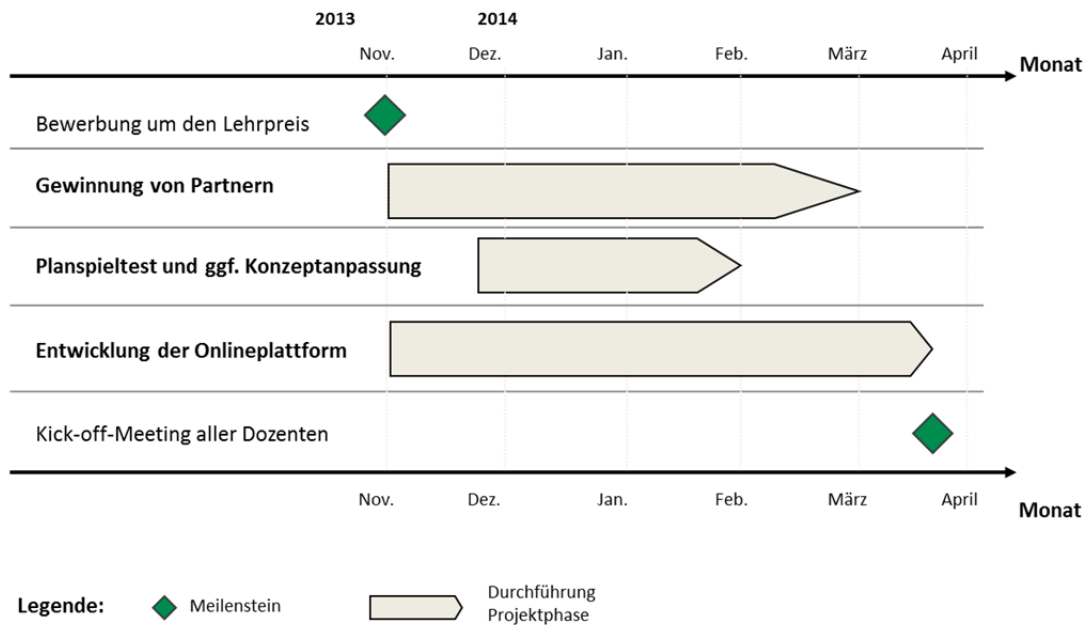 2013 2014
Nov. Dez. Jan. Feb. März April Monat
Bewerbung um den Lehrpreis
Gewinnung von Partnern
Planspieltest und ggf. Konzeptanpassung
Entwicklung der Onlineplattform
Kick-off-Meeting aller Dozenten
Nov. Dez. Jan. Feb. März April Monat
Legende: Meilenstein Durchführung
Projektphase